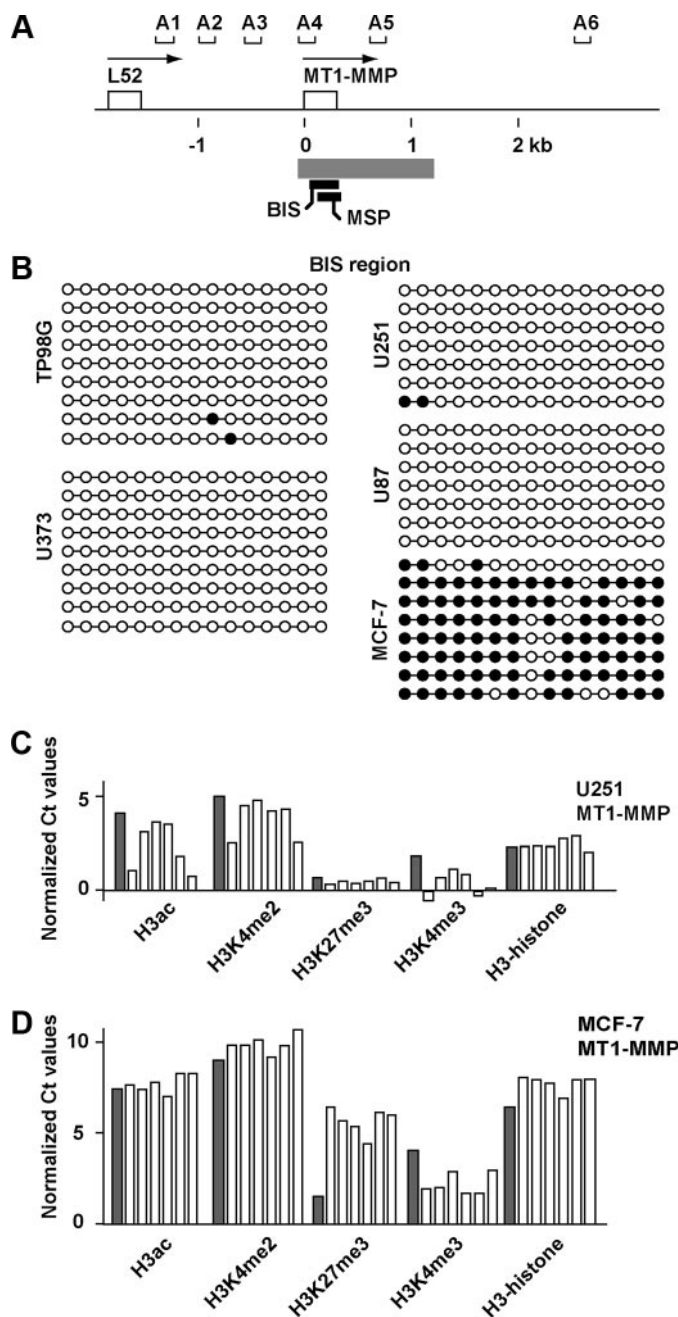 A
A1 A2 A3 A4 A5 A6
L52 MT1-MMP
-1 0 1 2 kb
BIS MSP
B
BIS region
TP98G
U251
U373
U87
MCF-7
C
Normalized Ct values
5
0
U251
MT1-MMP
H3ac H3K4me2 H3K27me3 H3K4me3 H3-histone
D
Normalized Ct values
10
5
0
MCF-7
MT1-MMP
H3ac H3K4me2 H3K27me3 H3K4me3 H3-histone